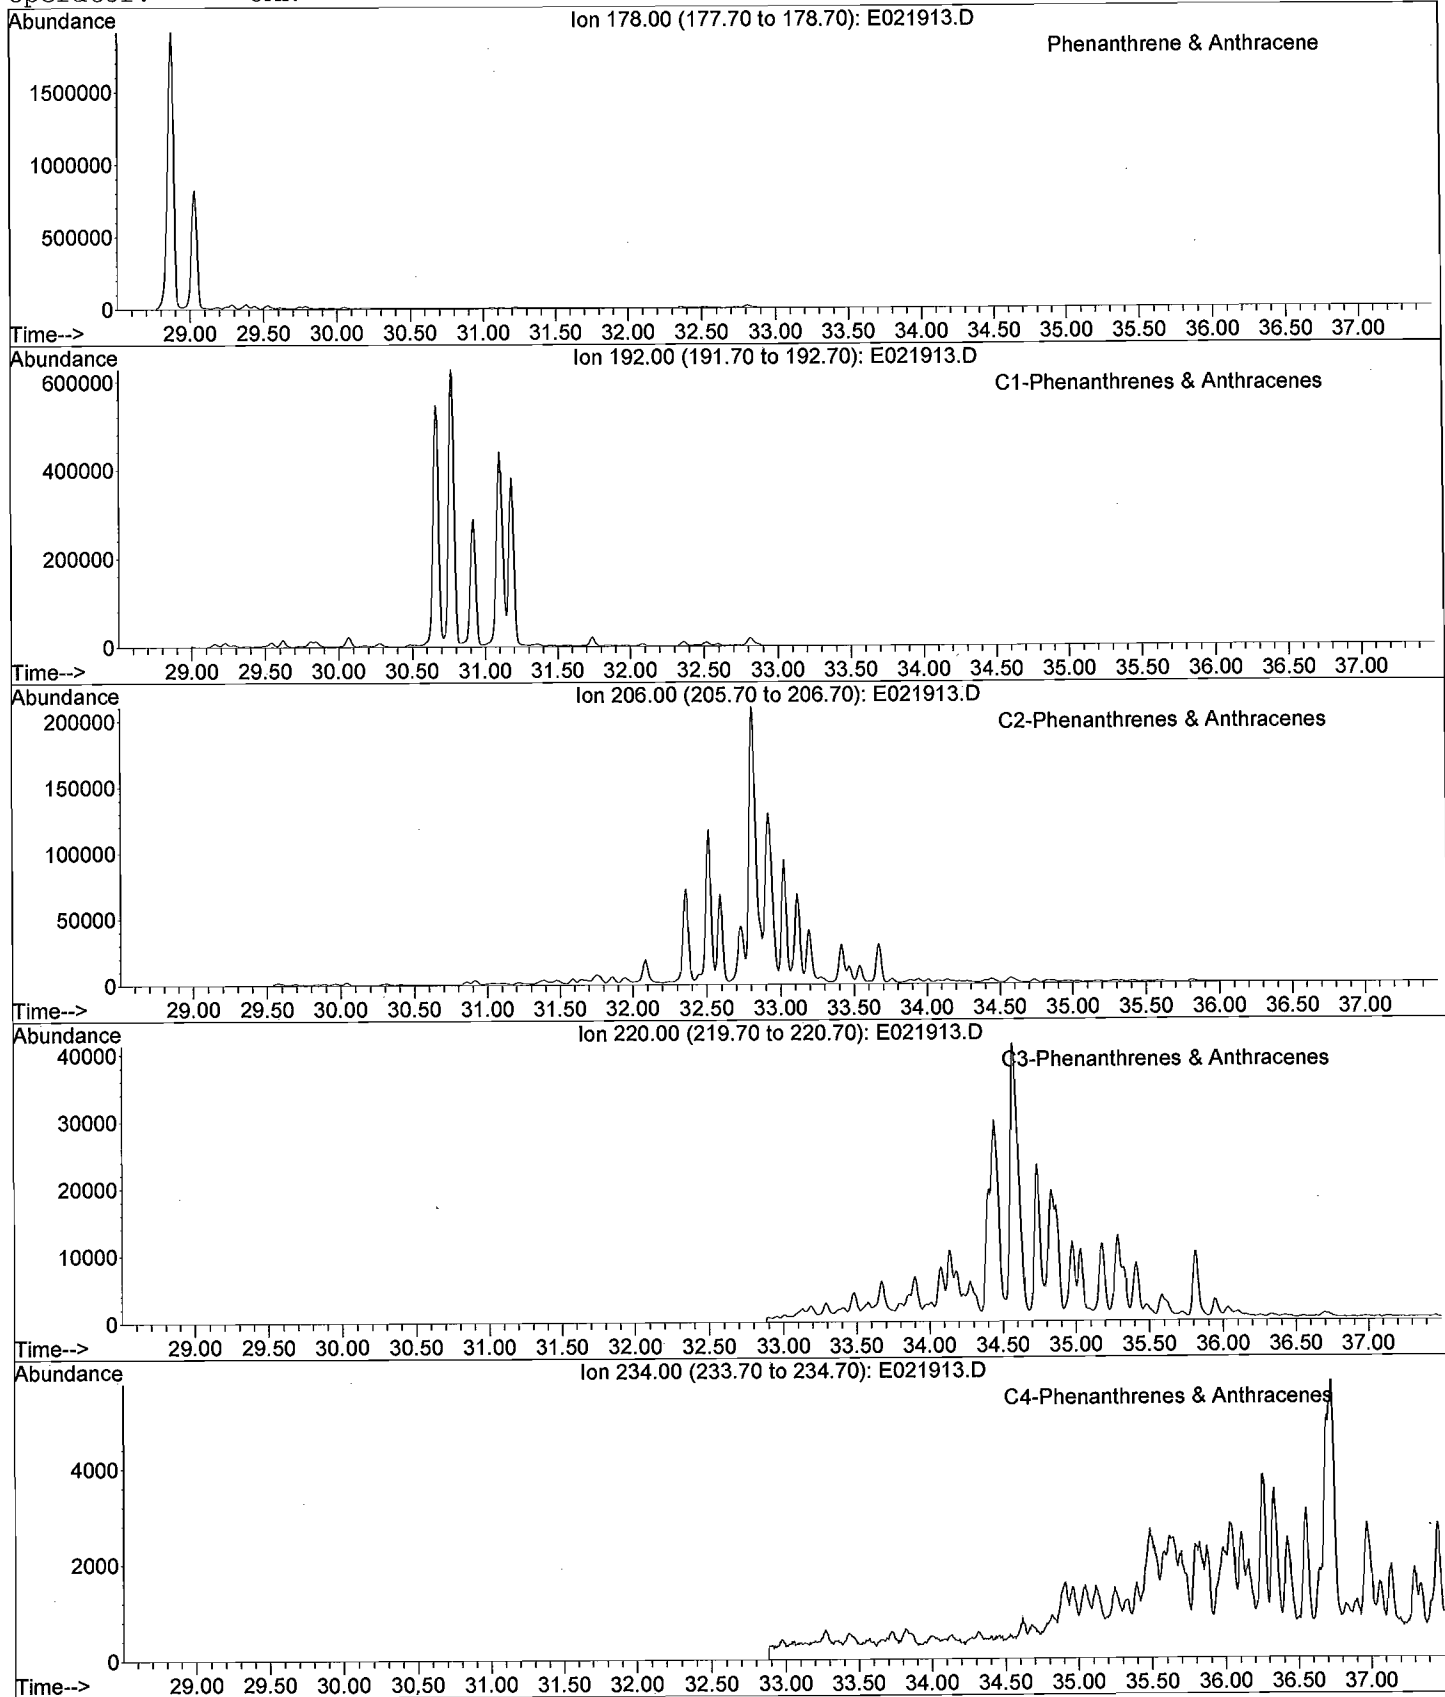 Abundance Ion 178.00 (177.70 to 178.70): E021913.D
Phenanthrene & Anthracene
1500000
1000000
500000
0
Time--> 29.00 29.50 30.00 30.50 31.00 31.50 32.00 32.50 33.00 33.50 34.00 34.50 35.00 35.50 36.00 36.50 37.00
Abundance Ion 192.00 (191.70 to 192.70): E021913.D
600000 C1-Phenanthrenes & Anthracenes
400000
200000
0
Time--> 29.00 29.50 30.00 30.50 31.00 31.50 32.00 32.50 33.00 33.50 34.00 34.50 35.00 35.50 36.00 36.50 37.00
Abundance Ion 206.00 (205.70 to 206.70): E021913.D
200000 C2-Phenanthrenes & Anthracenes
150000
100000
50000
0
Time--> 29.00 29.50 30.00 30.50 31.00 31.50 32.00 32.50 33.00 33.50 34.00 34.50 35.00 35.50 36.00 36.50 37.00
Abundance Ion 220.00 (219.70 to 220.70): E021913.D
40000 C3-Phenanthrenes & Anthracenes
30000
20000
10000
0
Time--> 29.00 29.50 30.00 30.50 31.00 31.50 32.00 32.50 33.00 33.50 34.00 34.50 35.00 35.50 36.00 36.50 37.00
Abundance Ion 234.00 (233.70 to 234.70): E021913.D
C4-Phenanthrenes & Anthracenes
4000
2000
0
Time--> 29.00 29.50 30.00 30.50 31.00 31.50 32.00 32.50 33.00 33.50 34.00 34.50 35.00 35.50 36.00 36.50 37.00